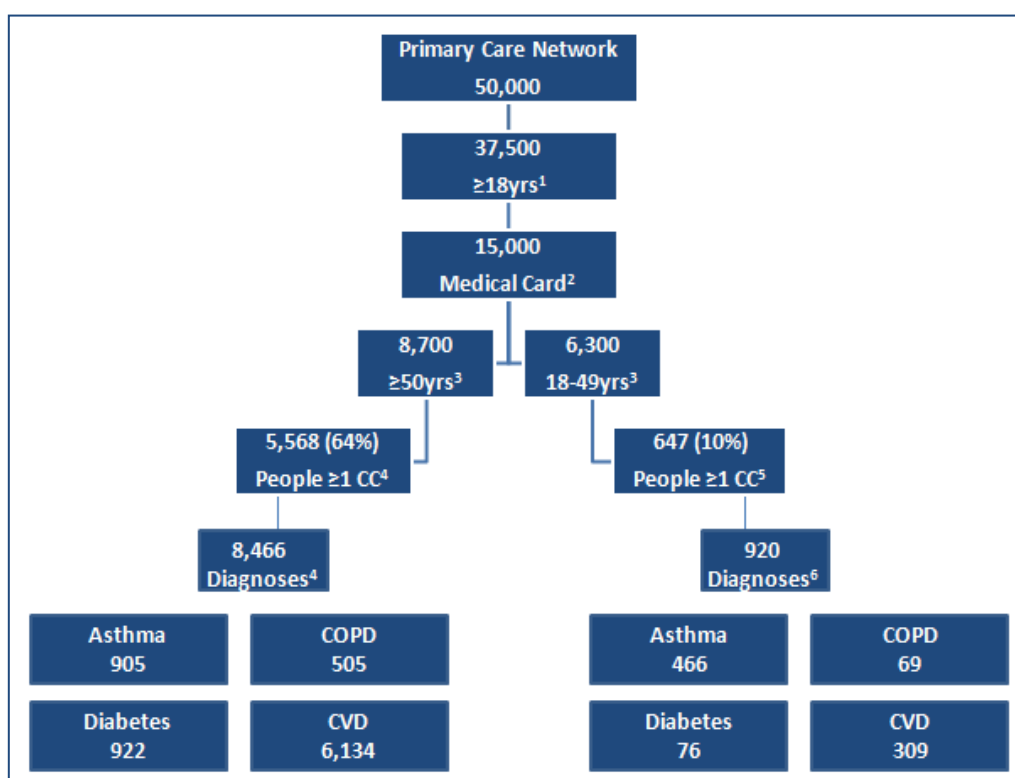 Primary Care Network
50,000
37,500
≥18yrs¹
15,000
Medical Card²
8,700
≥50yrs³
6,300
18-49yrs³
5,568 (64%)
People ≥1 CC⁴
647 (10%)
People ≥1 CC⁵
8,466
Diagnoses⁴
920
Diagnoses⁶
Asthma
905
COPD
505
Asthma
466
COPD
69
Diabetes
922
CVD
6,134
Diabetes
76
CVD
309